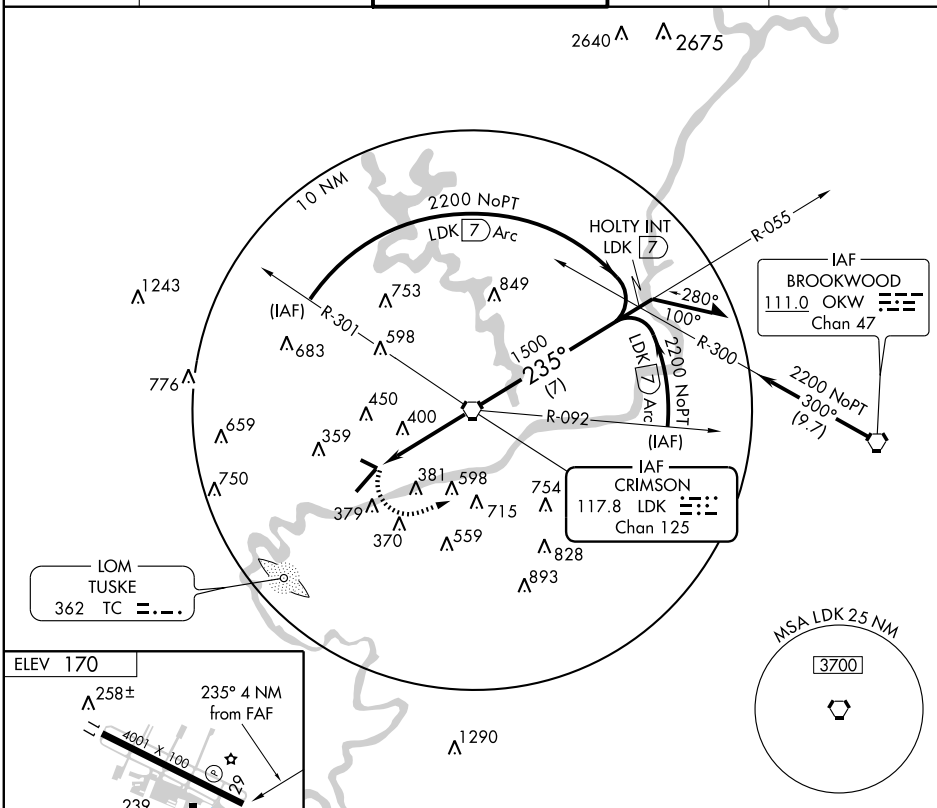 2640
2675
10 NM
2200 NoPT
LDK 7 Arc
HOLTY INT
LDK 7
R-055
IAF
BROOKWOOD
111.0 OKW
Chan 47
1243
(IAF)
R-301
753
849
280°
100°
R-300
683
598
1500
235°
(7)
LDK 7 Arc
2200 NoPT
2200 NoPT
300°
(9.7)
776
450
400
R-092
(IAF)
659
359
IAF
CRIMSON
117.8 LDK
Chan 125
750
381
598
754
379
715
370
559
828
893
LOM
TUSKE
362 TC
MSA LDK 25 NM
3700
ELEV 170
258±
235° 4 NM
from FAF
4001 X 100
P
29
11
239
1290